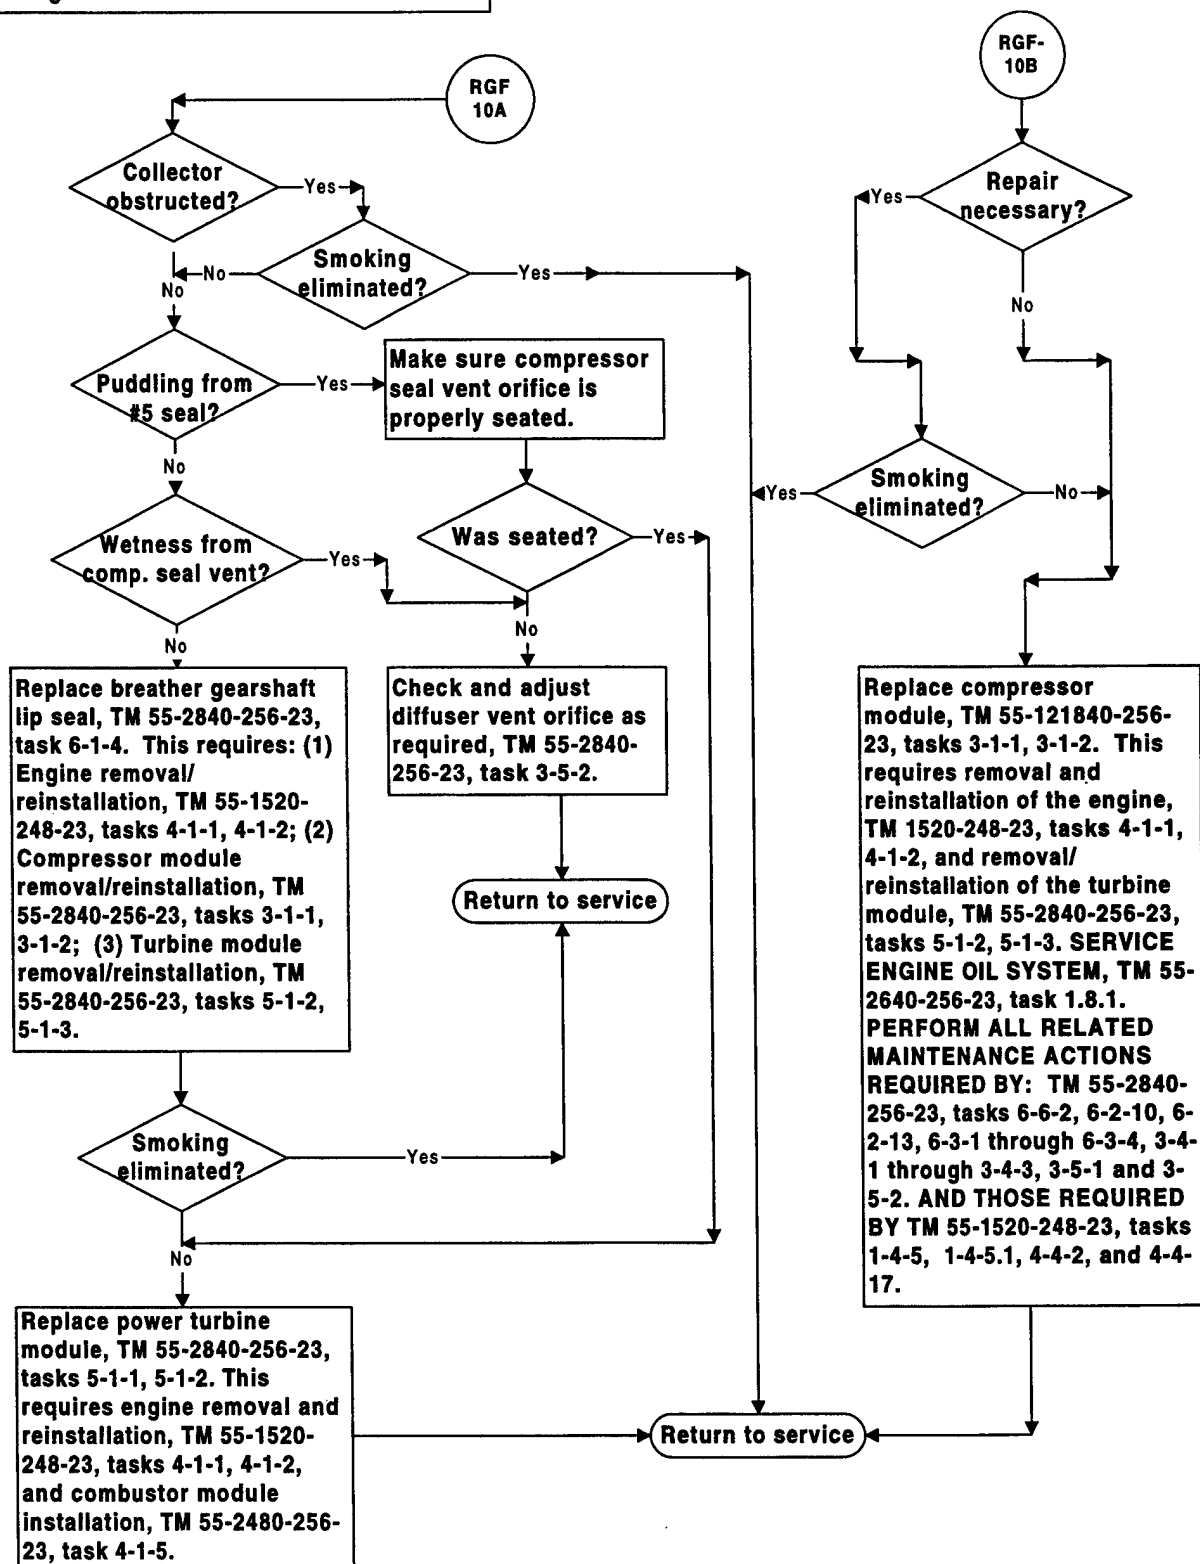 RGF
10A
RGF-
10B
Collector
obstructed?
Yes
No
Smoking
eliminated?
No
Yes
Repair
necessary?
Yes
No
Puddling from
#5 seal?
Yes
No
Make sure compressor
seal vent orifice is
properly seated.
Smoking
eliminated?
Yes
No
Wetness from
comp. seal vent?
Yes
No
Was seated?
Yes
No
Replace breather gearshaft
lip seal, TM 55-2840-256-23,
task 6-1-4. This requires: (1)
Engine removal/
reinstallation, TM 55-1520-
248-23, tasks 4-1-1, 4-1-2; (2)
Compressor module
removal/reinstallation, TM
55-2840-256-23, tasks 3-1-1,
3-1-2; (3) Turbine module
removal/reinstallation, TM
55-2840-256-23, tasks 5-1-2,
5-1-3.
Check and adjust
diffuser vent orifice as
required, TM 55-2840-
256-23, task 3-5-2.
Return to service
Replace compressor
module, TM 55-121840-256-
23, tasks 3-1-1, 3-1-2. This
requires removal and
reinstallation of the engine,
TM 1520-248-23, tasks 4-1-1,
4-1-2, and removal/
reinstallation of the turbine
module, TM 55-2840-256-23,
tasks 5-1-2, 5-1-3. SERVICE
ENGINE OIL SYSTEM, TM 55-
2640-256-23, task 1.8.1.
PERFORM ALL RELATED
MAINTENANCE ACTIONS
REQUIRED BY: TM 55-2840-
256-23, tasks 6-6-2, 6-2-10, 6-
2-13, 6-3-1 through 6-3-4, 3-4-
1 through 3-4-3, 3-5-1 and 3-
5-2. AND THOSE REQUIRED
BY TM 55-1520-248-23, tasks
1-4-5, 1-4-5.1, 4-4-2, and 4-4-
17.
Smoking
eliminated?
Yes
No
Replace power turbine
module, TM 55-2840-256-23,
tasks 5-1-1, 5-1-2. This
requires engine removal and
reinstallation, TM 55-1520-
248-23, tasks 4-1-1, 4-1-2,
and combustor module
installation, TM 55-2480-256-
23, task 4-1-5.
Return to service